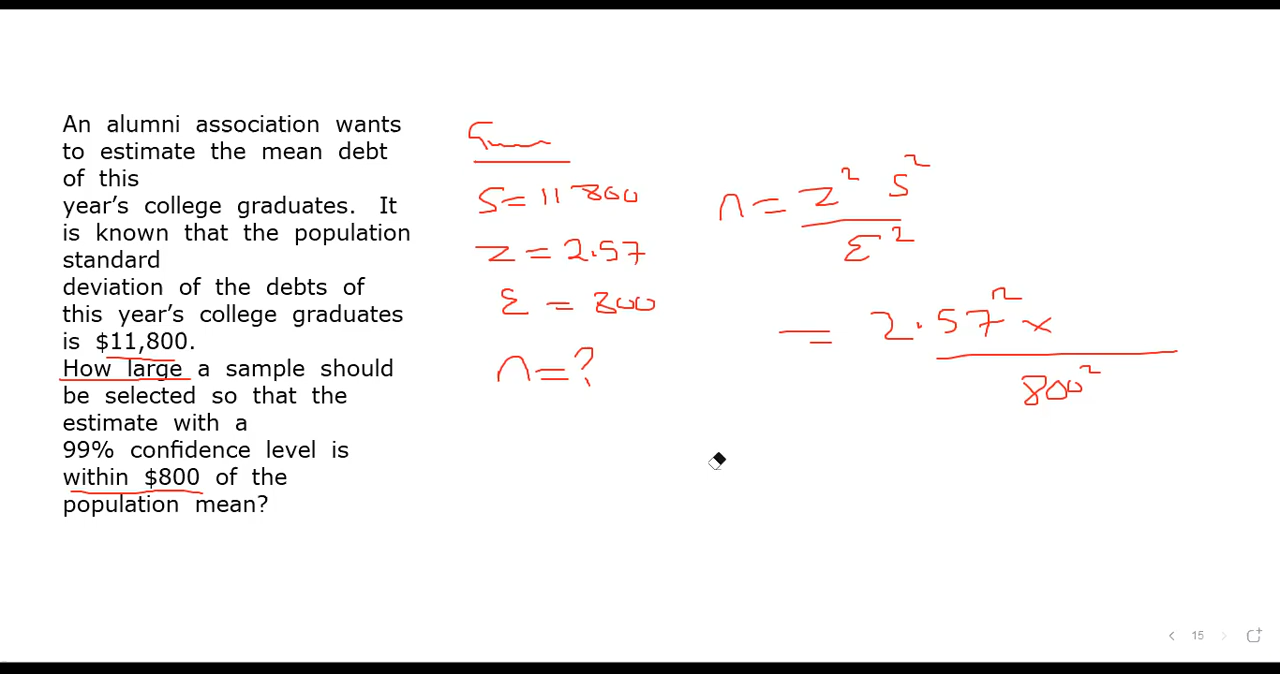 An alumni association wants
to estimate the mean debt
of this
year's college graduates. It
is known that the population
standard
deviation of the debts of
this year's college graduates
is $11,800.
How large a sample should
be selected so that the
estimate with a
99% confidence level is
within $800 of the
population mean?
S = 11 800
Z = 2.57
Ɛ = 800
n = ?
n = Z² S²
Ɛ²
= 2.57² x
800²
15